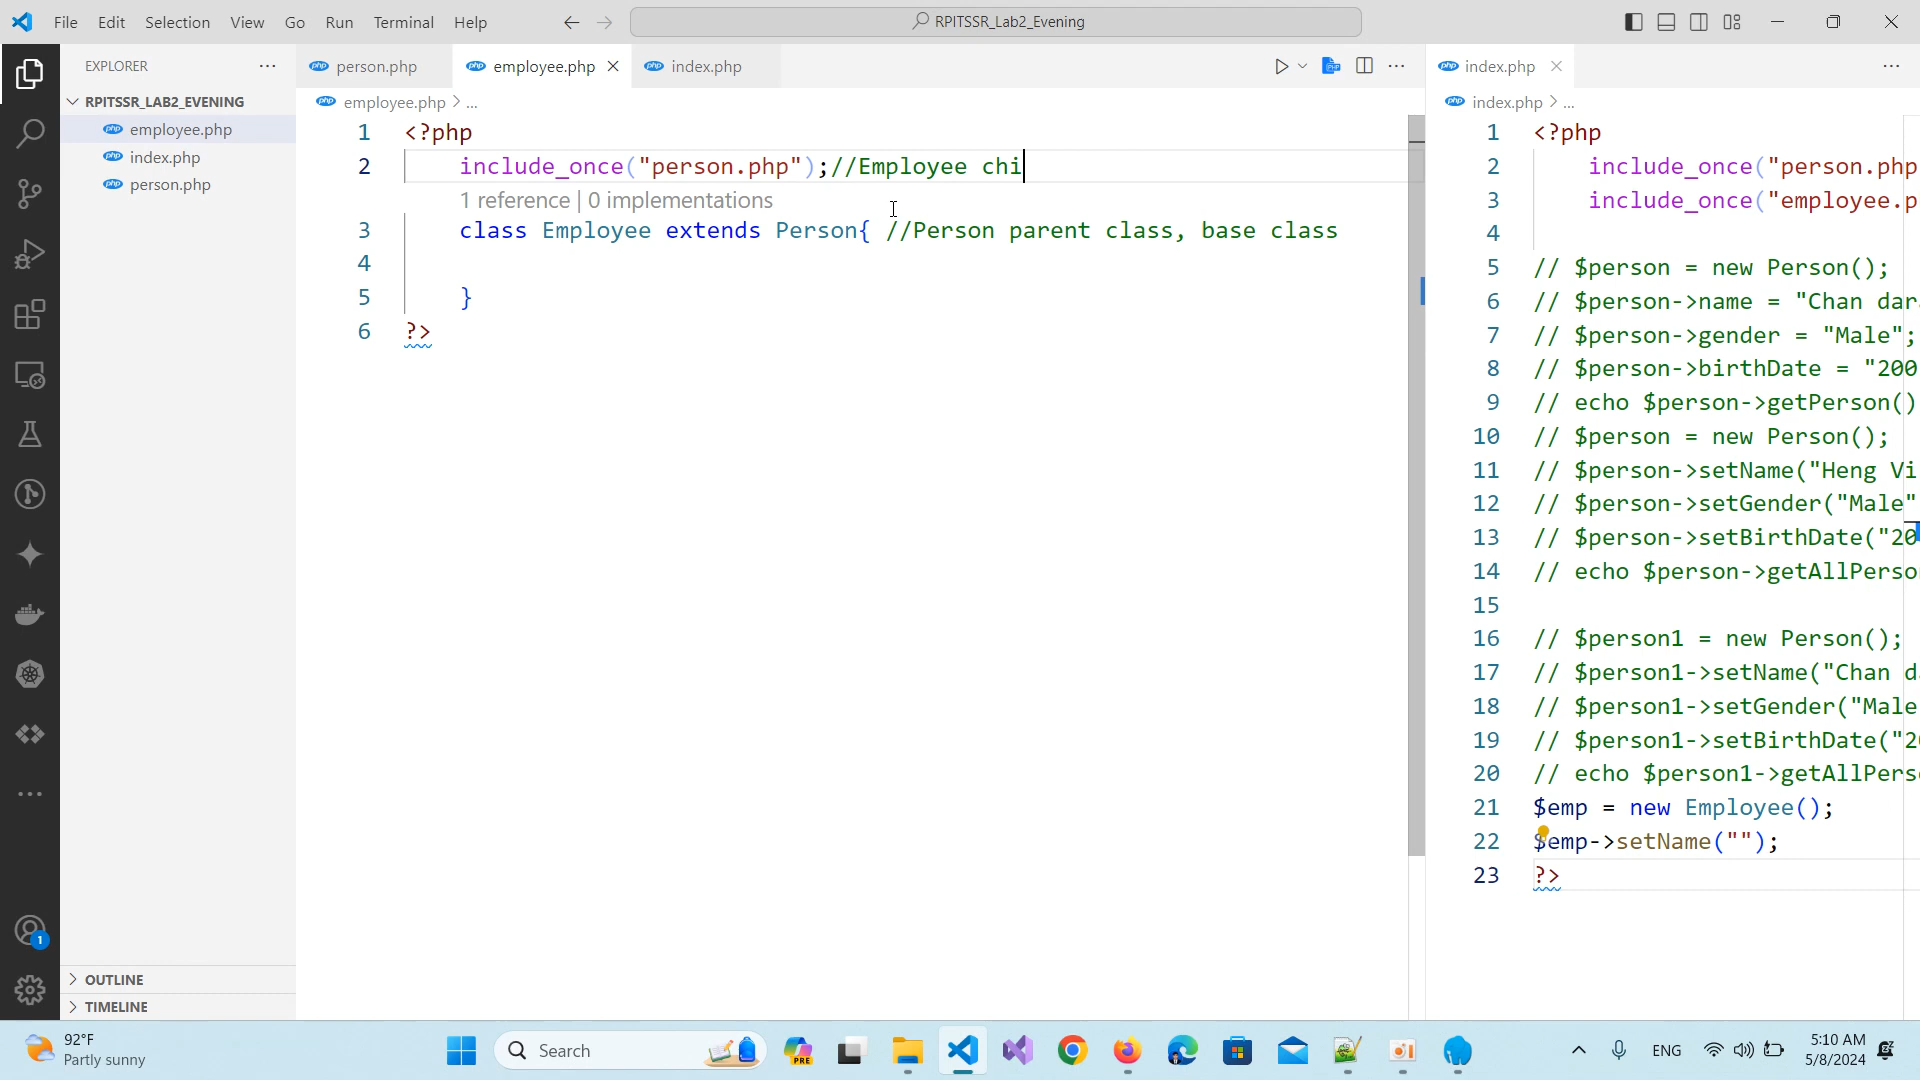 File Edit Selection View Go Run Terminal Help
RPITSSR_Lab2_Evening
EXPLORER
RPITSSR_LAB2_EVENING
employee.php
index.php
person.php
OUTLINE
TIMELINE
person.php employee.php index.php
employee.php > ...
1 <?php
2 include_once("person.php");//Employee chi
1 reference | 0 implementations
3 class Employee extends Person{ //Person parent class, base class
4
5 }
6 ?>
index.php
index.php > ...
1 <?php
2 include_once("person.php
3 include_once("employee.p
4
5 // $person = new Person();
6 // $person->name = "Chan dar
7 // $person->gender = "Male";
8 // $person->birthDate = "200
9 // echo $person->getPerson()
10 // $person = new Person();
11 // $person->setName("Heng Vi
12 // $person->setGender("Male"
13 // $person->setBirthDate("20
14 // echo $person->getAllPerso
15
16 // $person1 = new Person();
17 // $person1->setName("Chan d
18 // $person1->setGender("Male
19 // $person1->setBirthDate("2
20 // echo $person1->getAllPers
21 $emp = new Employee();
22 $emp->setName("");
23 ?>
1
92°F
Partly sunny
Search
PRE
ENG
5:10 AM
5/8/2024